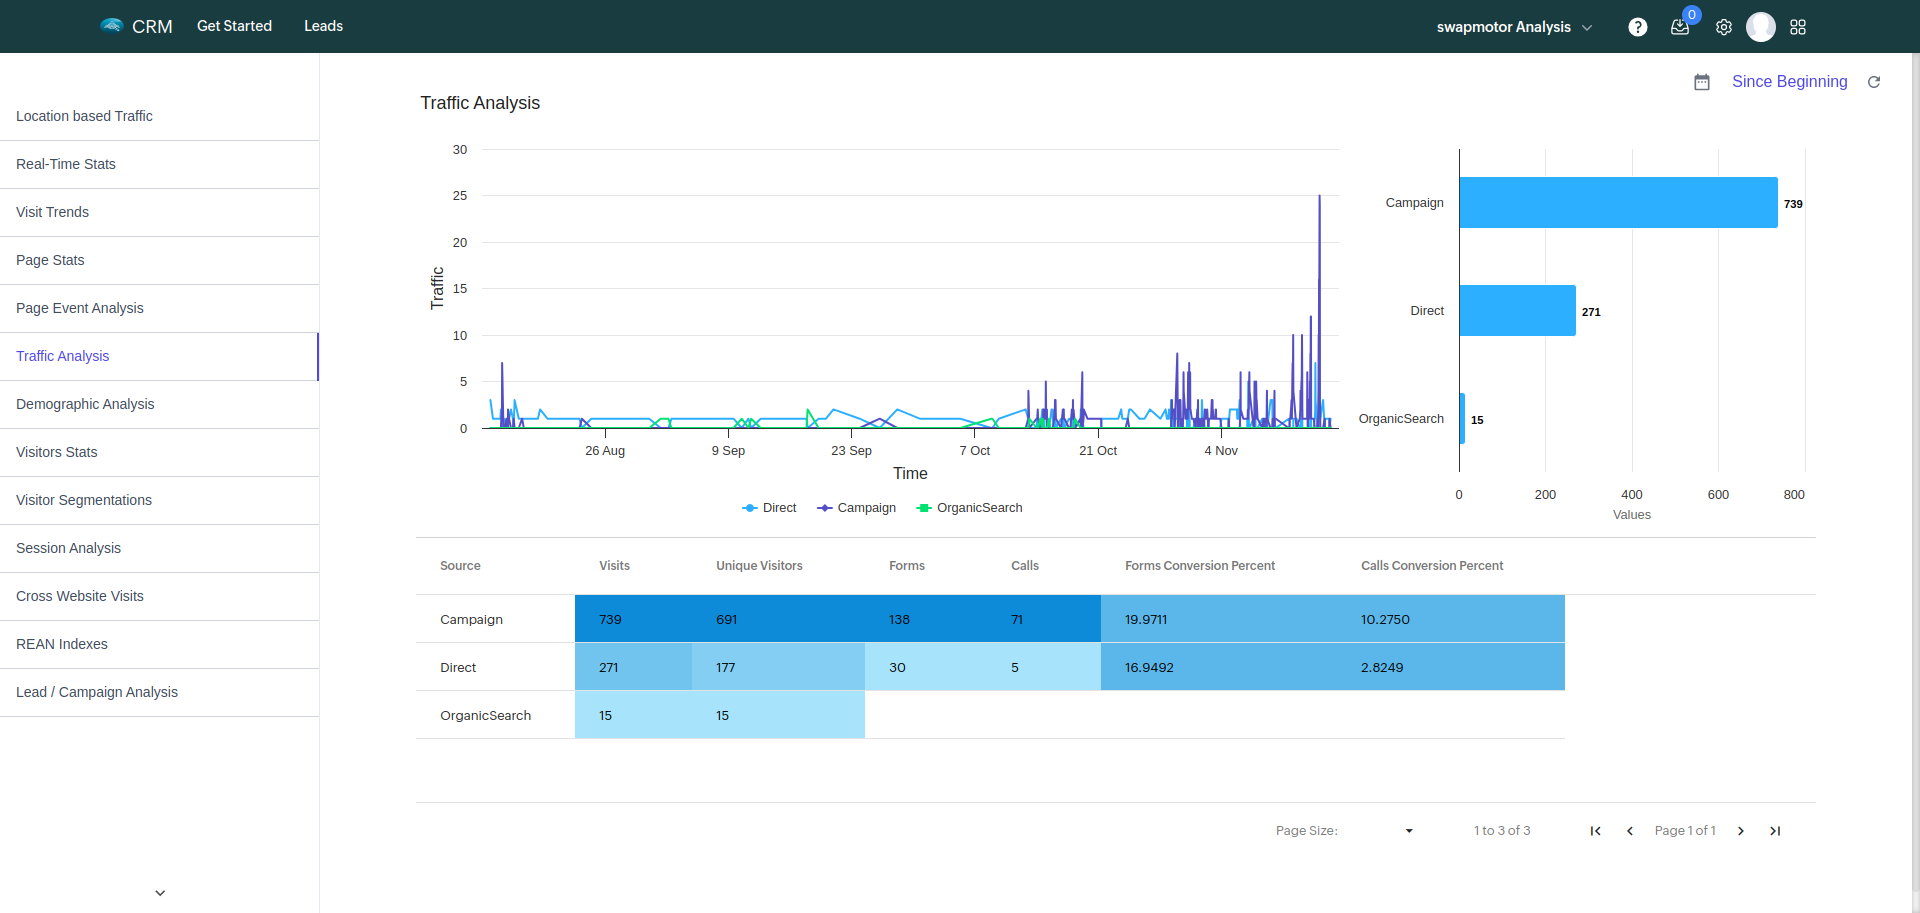 CRM Get Started Leads swapmotor Analysis ? 0
Since Beginning
Location based Traffic
Real-Time Stats
Visit Trends
Page Stats
Page Event Analysis
Traffic Analysis
Demographic Analysis
Visitors Stats
Visitor Segmentations
Session Analysis
Cross Website Visits
REAN Indexes
Lead / Campaign Analysis
Traffic Analysis
30
25
20
15
10
5
0
Traffic
26 Aug 9 Sep 23 Sep 7 Oct 21 Oct 4 Nov
Time
Direct Campaign OrganicSearch
Campaign 739
Direct 271
OrganicSearch 15
0 200 400 600 800
Values
Source Visits Unique Visitors Forms Calls Forms Conversion Percent Calls Conversion Percent
Campaign 739 691 138 71 19.9711 10.2750
Direct 271 177 30 5 16.9492 2.8249
OrganicSearch 15 15
Page Size: 1 to 3 of 3 Page 1 of 1